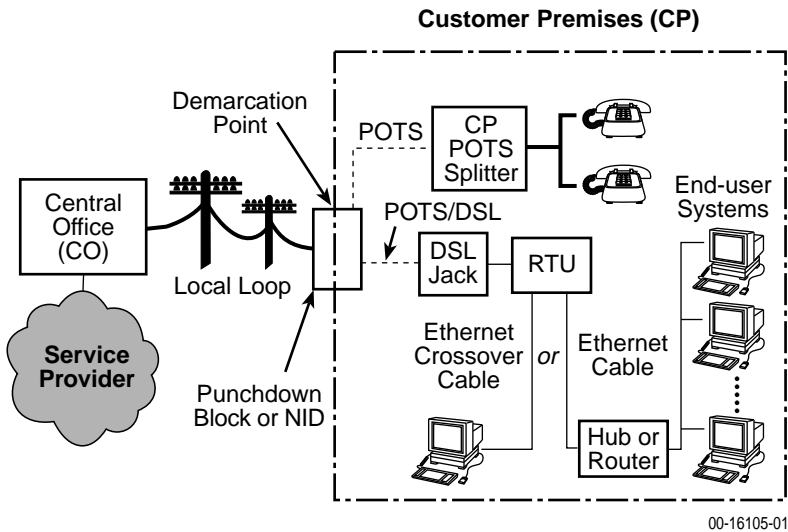 Customer Premises (CP)
Demarcation
Point
POTS
CP
POTS
Splitter
End-user
Systems
Central
Office
(CO)
POTS/DSL
Local Loop
DSL
Jack
RTU
Service
Provider
Punchdown
Block or NID
Ethernet
Crossover
Cable
or
Ethernet
Cable
Hub or
Router
00-16105-01